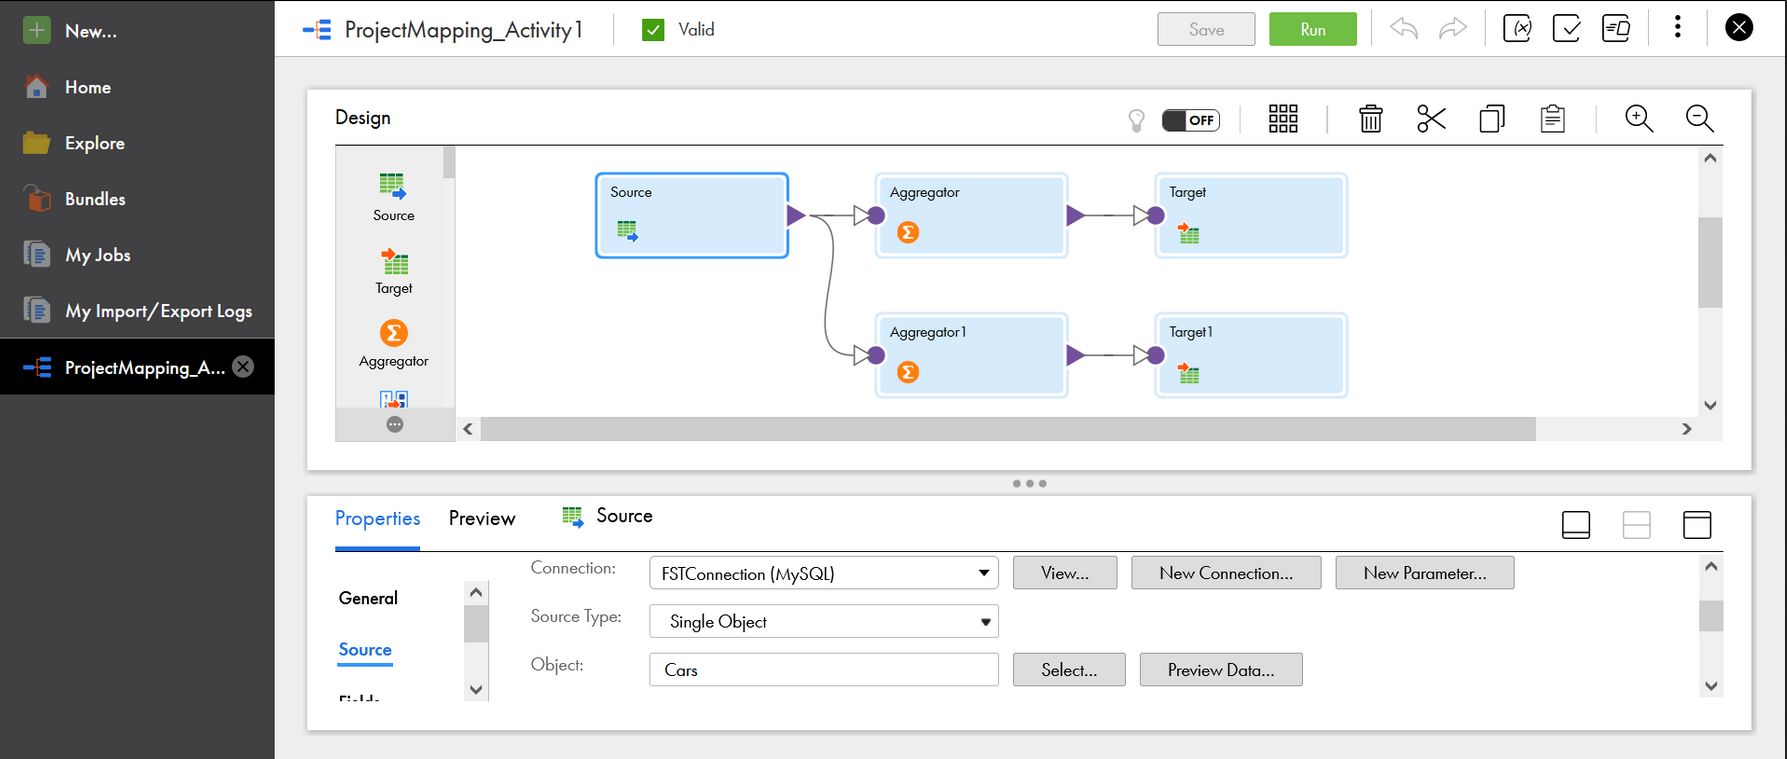 New...
Home
Explore
Bundles
My Jobs
My Import/Export Logs
ProjectMapping_A...
ProjectMapping_Activity1
Valid
Save
Run
(x)
Design
OFF
Source
Target
Aggregator
Source
Aggregator
Target
Aggregator1
Target1
Properties
Preview
Source
General
Source
Fields
Connection:
FSTConnection (MySQL)
View...
New Connection...
New Parameter...
Source Type:
Single Object
Object:
Cars
Select...
Preview Data...